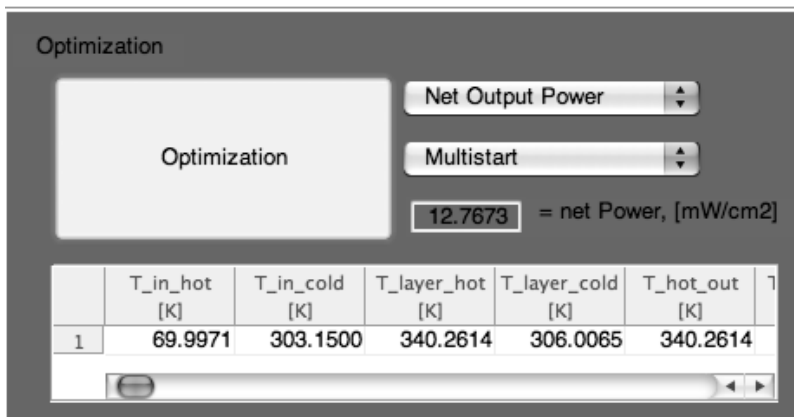 Optimization
Net Output Power
Optimization
Multistart
12.7673 = net Power, [mW/cm2]
T_in_hot T_in_cold T_layer_hot T_layer_cold T_hot_out
[K] [K] [K] [K] [K]
1 69.9971 303.1500 340.2614 306.0065 340.2614